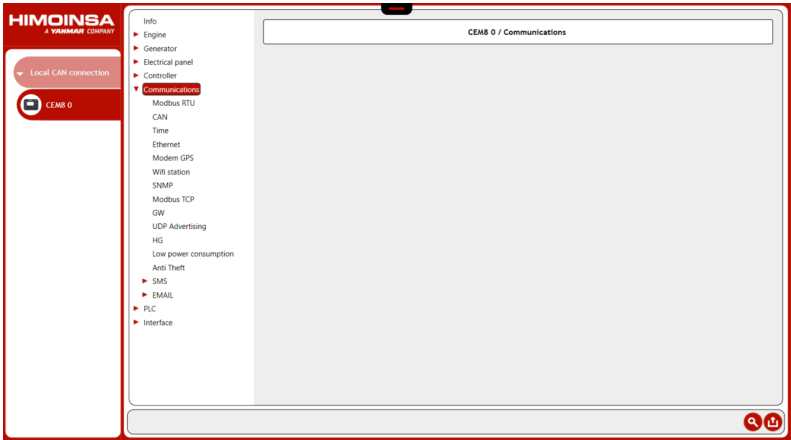 HIMOINSA
A YANMAR COMPANY
Local CAN connection
CEM8 0
Info
Engine
Generator
Electrical panel
Controller
Communications
Modbus RTU
CAN
Time
Ethernet
Modem GPS
Wifi station
SNMP
Modbus TCP
GW
UDP Advertising
HG
Low power consumption
Anti Theft
SMS
EMAIL
PLC
Interface
CEM8 0 / Communications